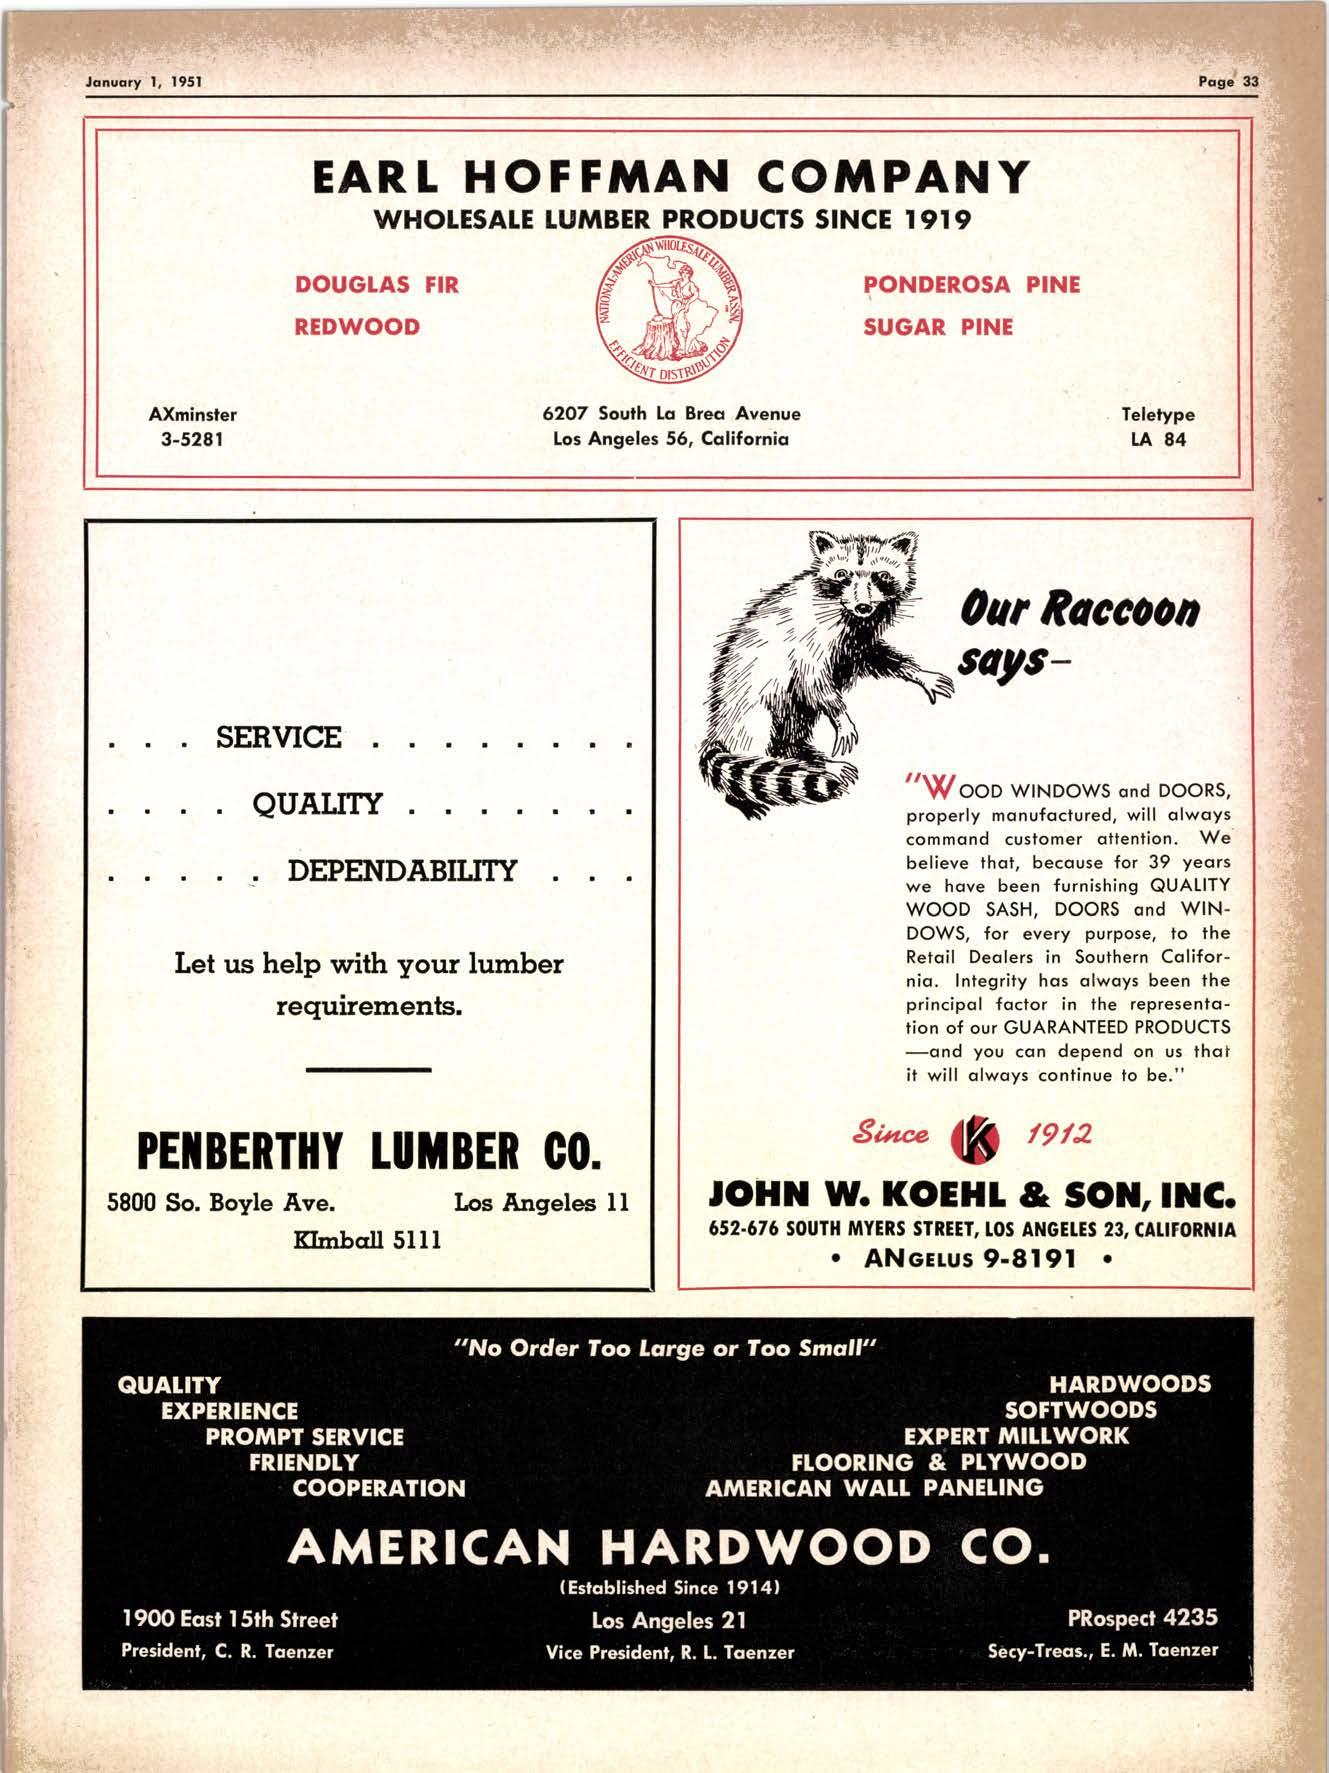 January 1, 1951
Page 33
EARL HOFFMAN COMPANY
WHOLESALE LUMBER PRODUCTS SINCE 1919
DOUGLAS FIR
REDWOOD
NATIONAL-AMERICAN WHOLESALE LUMBER ASSN.
EFFICIENT DISTRIBUTION
PONDEROSA PINE
SUGAR PINE
AXminster
3-5281
6207 South La Brea Avenue
Los Angeles 56, California
Teletype
LA 84
. . . SERVICE . . . . . . . .
. . . . QUALITY . . . . . . .
. . . . . DEPENDABILITY . . .
Let us help with your lumber
requirements.
PENBERTHY LUMBER CO.
5800 So. Boyle Ave. Los Angeles 11
KImball 5111
Our Raccoon
says—
"WOOD WINDOWS and DOORS,
properly manufactured, will always
command customer attention. We
believe that, because for 39 years
we have been furnishing QUALITY
WOOD SASH, DOORS and WIN-
DOWS, for every purpose, to the
Retail Dealers in Southern Califor-
nia. Integrity has always been the
principal factor in the representa-
tion of our GUARANTEED PRODUCTS
—and you can depend on us that
it will always continue to be."
Since K 1912
JOHN W. KOEHL & SON, INC.
652-676 SOUTH MYERS STREET, LOS ANGELES 23, CALIFORNIA
• ANGELUS 9-8191 •
"No Order Too Large or Too Small"
QUALITY
EXPERIENCE
PROMPT SERVICE
FRIENDLY
COOPERATION
HARDWOODS
SOFTWOODS
EXPERT MILLWORK
FLOORING & PLYWOOD
AMERICAN WALL PANELING
AMERICAN HARDWOOD CO.
(Established Since 1914)
1900 East 15th Street
Los Angeles 21
PRospect 4235
President, C. R. Taenzer
Vice President, R. L. Taenzer
Secy-Treas., E. M. Taenzer